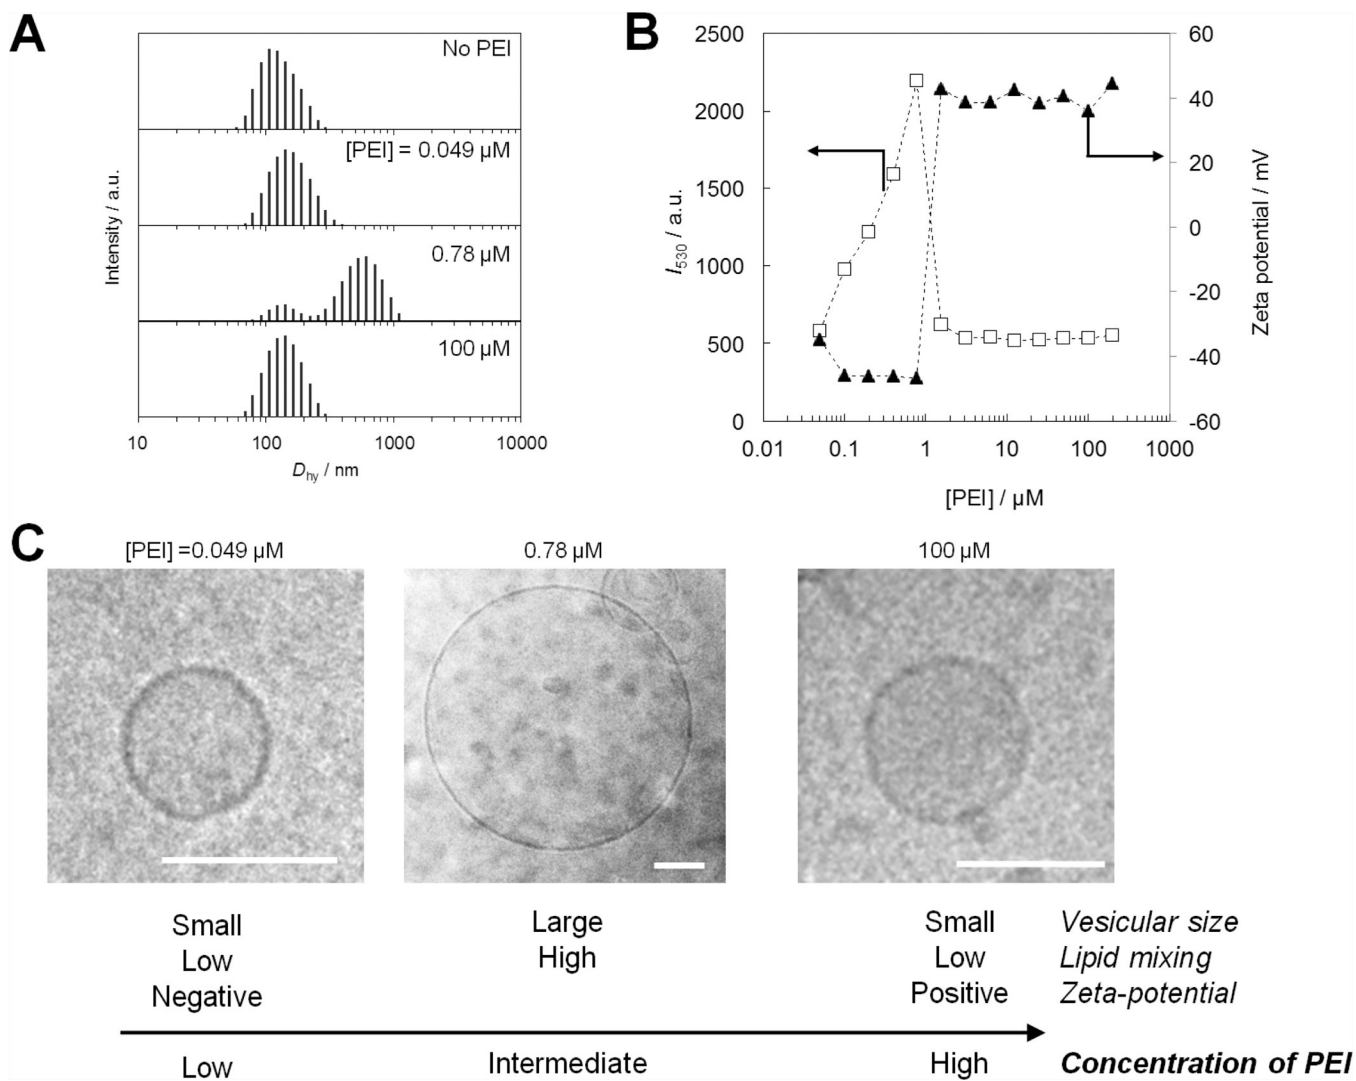 A
No PEI
[PEI] = 0.049 µM
0.78 µM
100 µM
Intensity / a.u.
10 100 1000 10000
Dhy / nm
B
2500
2000
1500
1000
500
0
I530 / a.u.
60
40
20
0
-20
-40
-60
Zeta potential / mV
0.01 0.1 1 10 100 1000
[PEI] / µM
C
[PEI] =0.049 µM 0.78 µM 100 µM
Small Large Small Vesicular size
Low High Low Lipid mixing
Negative Positive Zeta-potential
Low Intermediate High Concentration of PEI